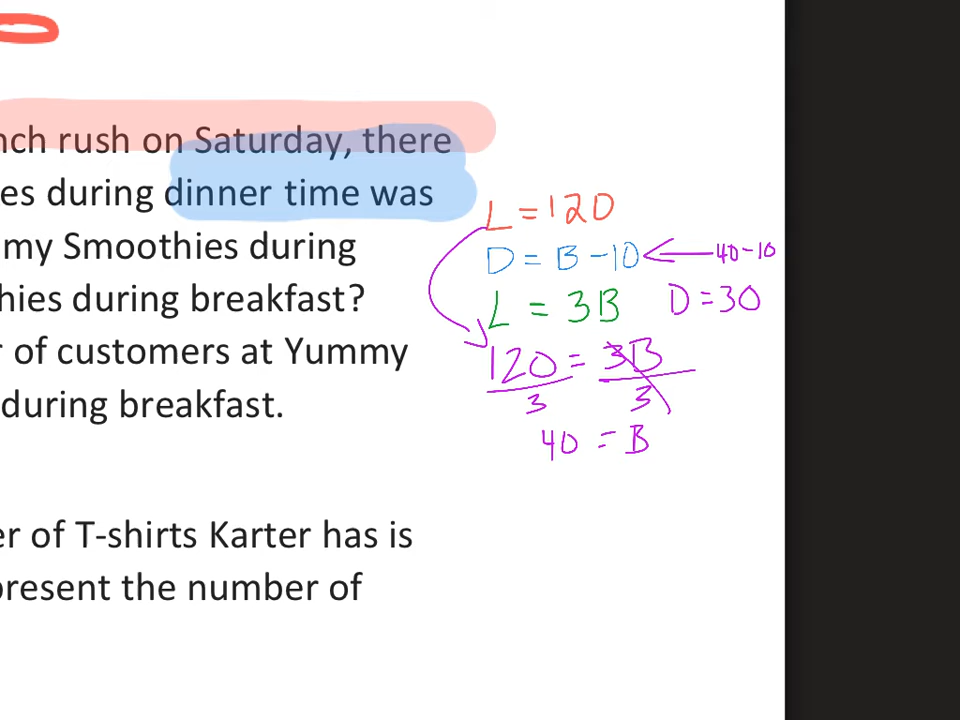 nch rush on Saturday, there
es during dinner time was
my Smoothies during
hies during breakfast?
r of customers at Yummy
during breakfast.
L = 120
D = B - 10 ← 40 - 10
L = 3B D = 30
120 = 3B
3 3
40 = B
er of T-shirts Karter has is
present the number of